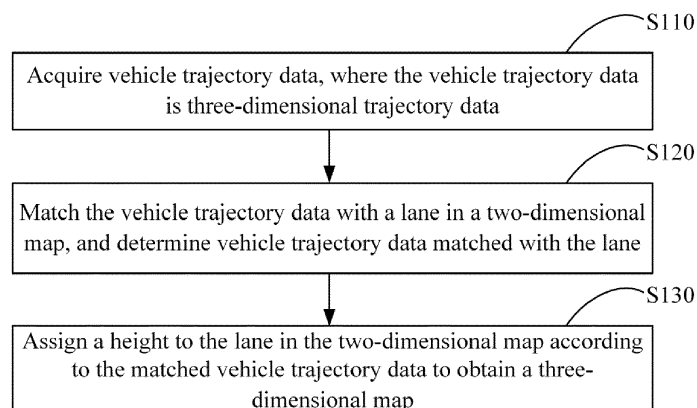 S110
Acquire vehicle trajectory data, where the vehicle trajectory data
is three-dimensional trajectory data
S120
Match the vehicle trajectory data with a lane in a two-dimensional
map, and determine vehicle trajectory data matched with the lane
S130
Assign a height to the lane in the two-dimensional map according
to the matched vehicle trajectory data to obtain a three-
dimensional map